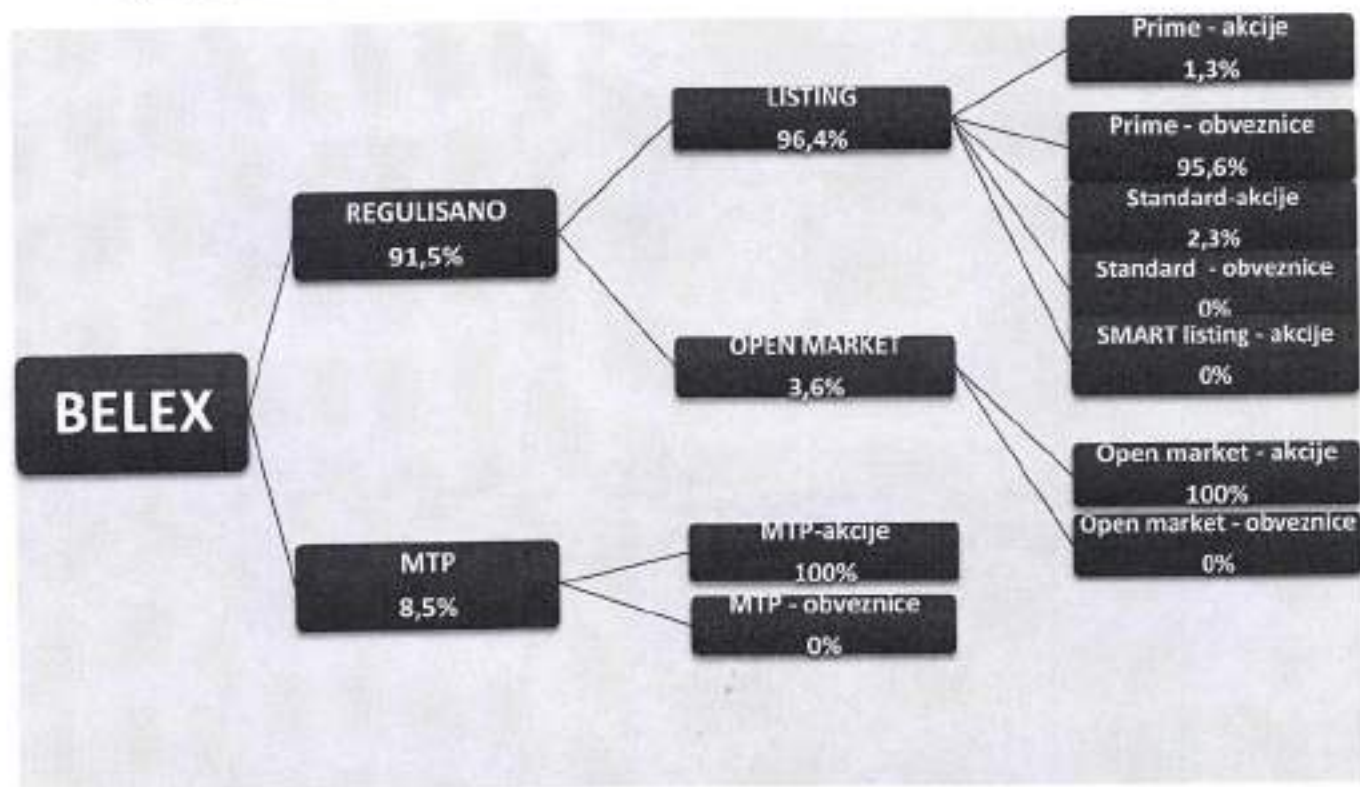 BELEX
REGULISANO
91,5%
MTP
8,5%
LISTING
96,4%
OPEN MARKET
3,6%
MTP-akcije
100%
MTP - obveznice
0%
Prime - akcije
1,3%
Prime - obveznice
95,6%
Standard-akcije
2,3%
Standard - obveznice
0%
SMART listing - akcije
0%
Open market - akcije
100%
Open market - obveznice
0%